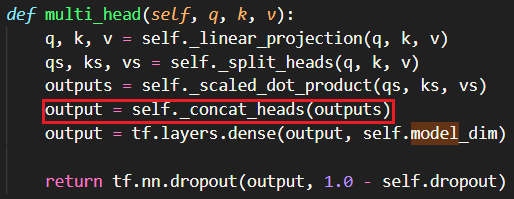 def multi_head(self, q, k, v):
    q, k, v = self._linear_projection(q, k, v)
    qs, ks, vs = self._split_heads(q, k, v)
    outputs = self._scaled_dot_product(qs, ks, vs)
    output = self._concat_heads(outputs)
    output = tf.layers.dense(output, self.model_dim)
    return tf.nn.dropout(output, 1.0 - self.dropout)